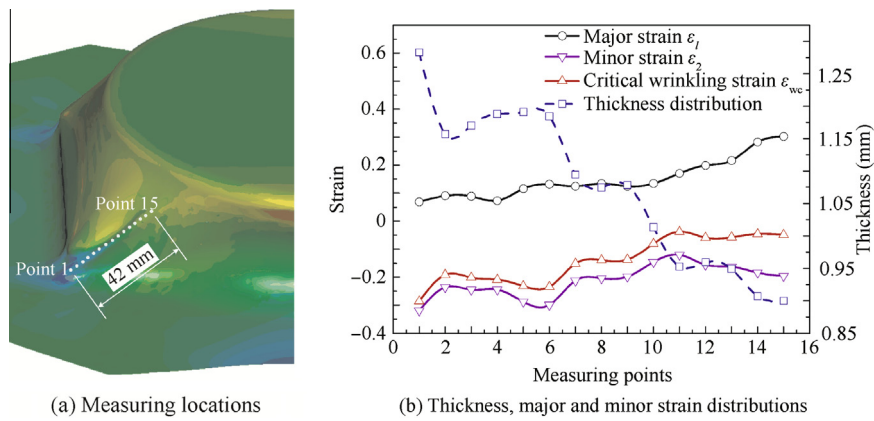 Point 15
Point 1
42 mm
(a) Measuring locations
Major strain ε_l
Minor strain ε_2
Critical wrinkling strain ε_wc
Thickness distribution
0.6
0.4
0.2
0
−0.2
−0.4
Strain
0 2 4 6 8 10 12 14 16
Measuring points
1.25
1.15
1.05
0.95
0.85
Thickness (mm)
(b) Thickness, major and minor strain distributions